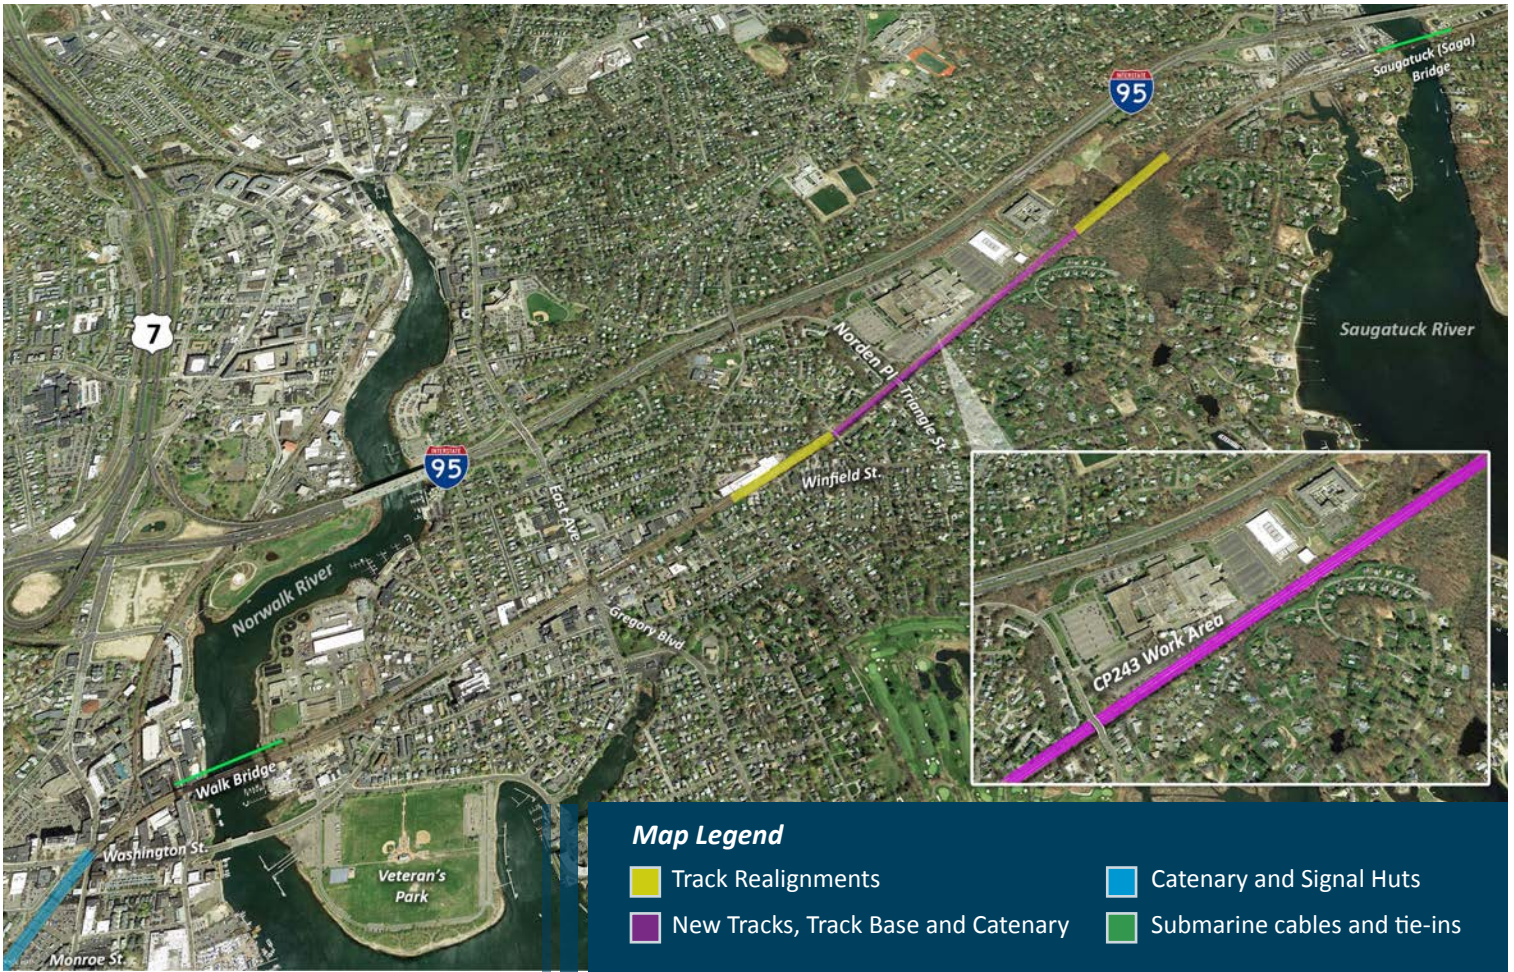 Saugatuck (Saga)
Bridge
INTERSTATE
95
7
Saugatuck River
Norden Pl
Triangle St.
INTERSTATE
95
Winfield St.
East Ave
Norwalk River
Gregory Blvd
CP243 Work Area
Walk Bridge
Washington St.
Veteran's
Park
Monroe St.
Map Legend
Track Realignments
Catenary and Signal Huts
New Tracks, Track Base and Catenary
Submarine cables and tie-ins